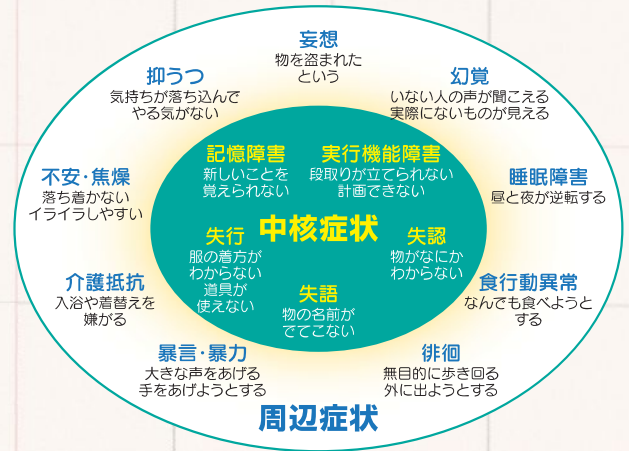 妄想
物を盗まれた
という
抑うつ
気持ちが落ち込んで
やる気がない
幻覚
いない人の声が聞こえる
実際にないものが見える
不安・焦燥
落ち着かない
イライラしやすい
記憶障害
新しいことを
覚えられない
実行機能障害
段取りが立てられない
計画できない
睡眠障害
昼と夜が逆転する
中核症状
失行
服の着方が
わからない
道具が
使えない
失認
物がなにか
わからない
失語
物の名前が
でてこない
介護抵抗
入浴や着替えを
嫌がる
食行動異常
なんでも食べようと
する
暴言・暴力
大きな声をあげる
手をあげようとする
徘徊
無目的に歩き回る
外に出ようとする
周辺症状